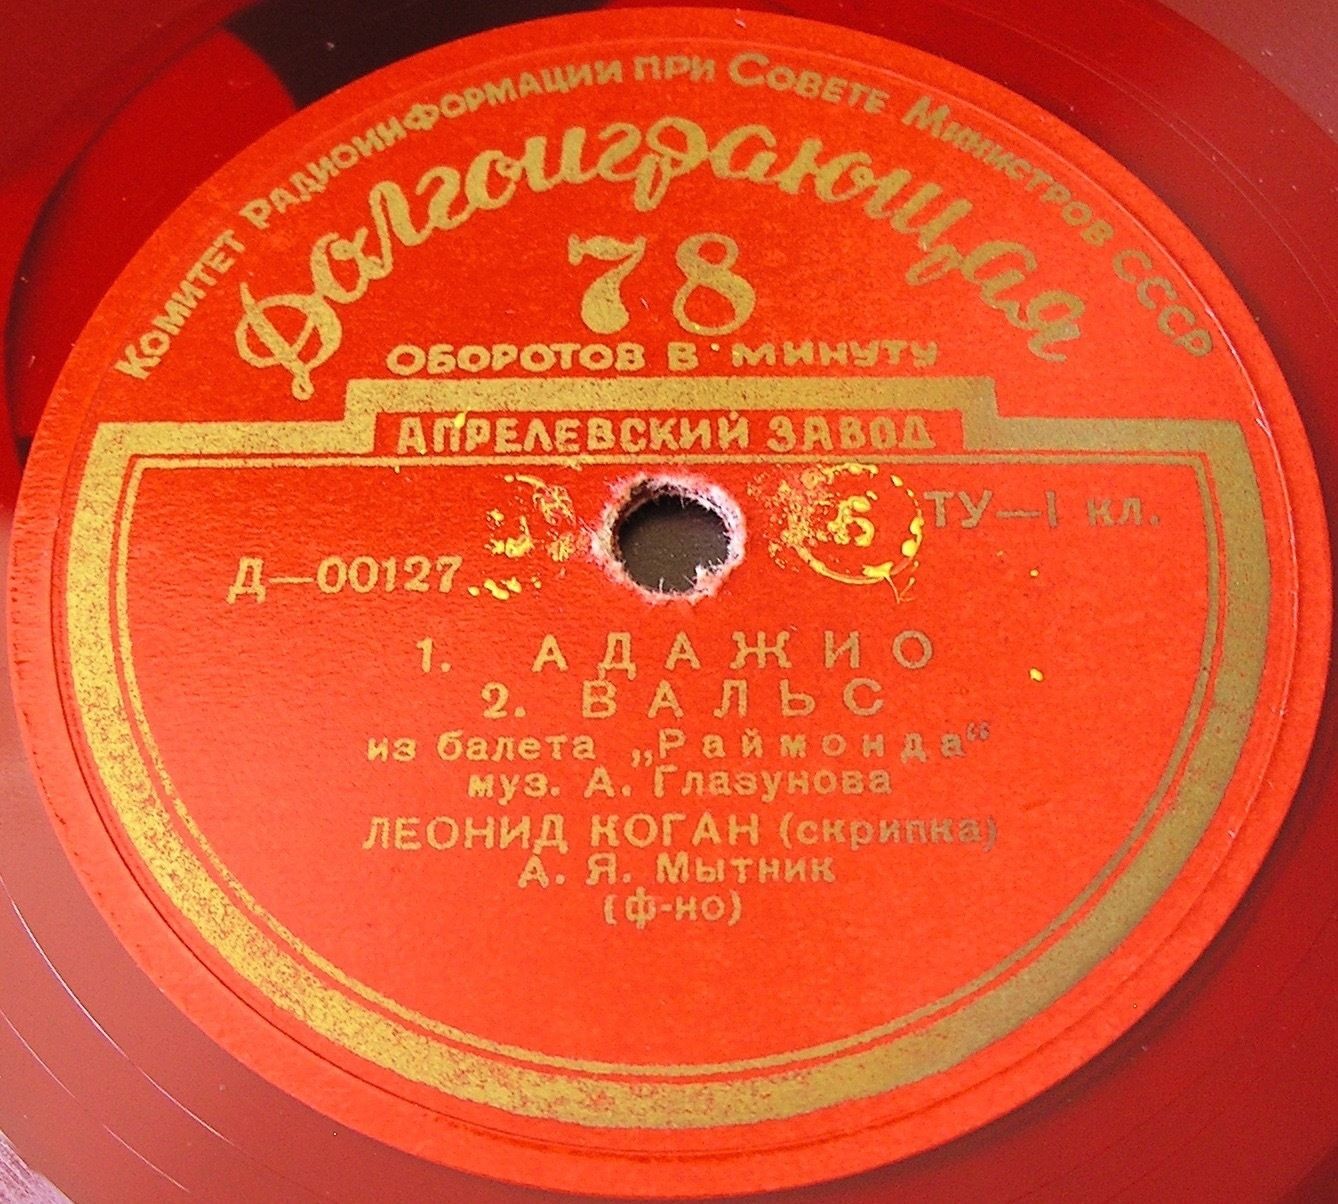 Комитет Радиоинформации при Совете Министров СССР
Долгоиграющая
78
оборотов в минуту
Апрелевский завод
ТУ—1 кл.
Д—00127
1. АДАЖИО
2. ВАЛЬС
из балета „Раймонда“
муз. А. Глазунова
ЛЕОНИД КОГАН (скрипка)
А. Я. Мытник
(ф-но)